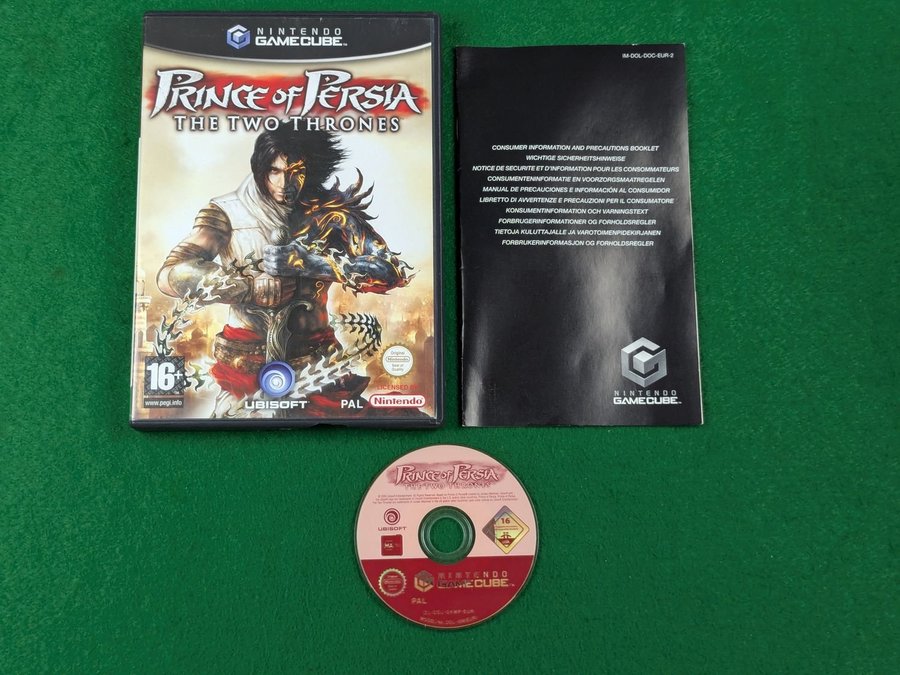 NINTENDO
GAMECUBE™
PRINCE OF PERSIA
THE TWO THRONES
16+
www.pegi.info
UBISOFT
PAL
Original
Nintendo
Seal of
Quality
LICENSED BY
Nintendo
IM-DOL-DOC-EUR-2
CONSUMER INFORMATION AND PRECAUTIONS BOOKLET
WICHTIGE SICHERHEITSHINWEISE
NOTICE DE SECURITE ET D'INFORMATION POUR LES CONSOMMATEURS
CONSUMENTENINFORMATIE EN VOORZORGSMAATREGELEN
MANUAL DE PRECAUCIONES E INFORMACIÓN AL CONSUMIDOR
LIBRETTO DI AVVERTENZE E PRECAUZIONI PER IL CONSUMATORE
KONSUMENTINFORMATION OCH VARNINGSTEXT
FORBRUGERINFORMATIONER OG FORHOLDSREGLER
TIETOJA KULUTTAJALLE JA VAROTOIMENPIDEKIRJANEN
FORBRUKERINFORMASJON OG FORHOLDSREGLER
NINTENDO
GAMECUBE™
PRINCE OF PERSIA
THE TWO THRONES
UBISOFT
16
NINTENDO
GAMECUBE™
PAL